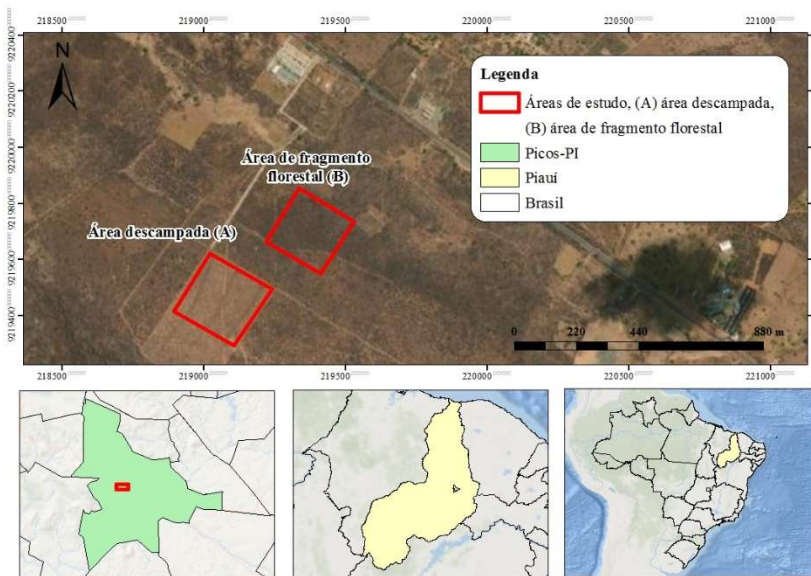 218500 219000 219500 220000 220500 221000
9220400
9220200
9220000
9219800
9219600
9219400
N
Área de fragmento
florestal (B)
Área descampada (A)
Legenda
Áreas de estudo, (A) área descampada,
(B) área de fragmento florestal
Picos-PI
Piauí
Brasil
0 220 440 880 m
218500 219000 219500 220000 220500 221000